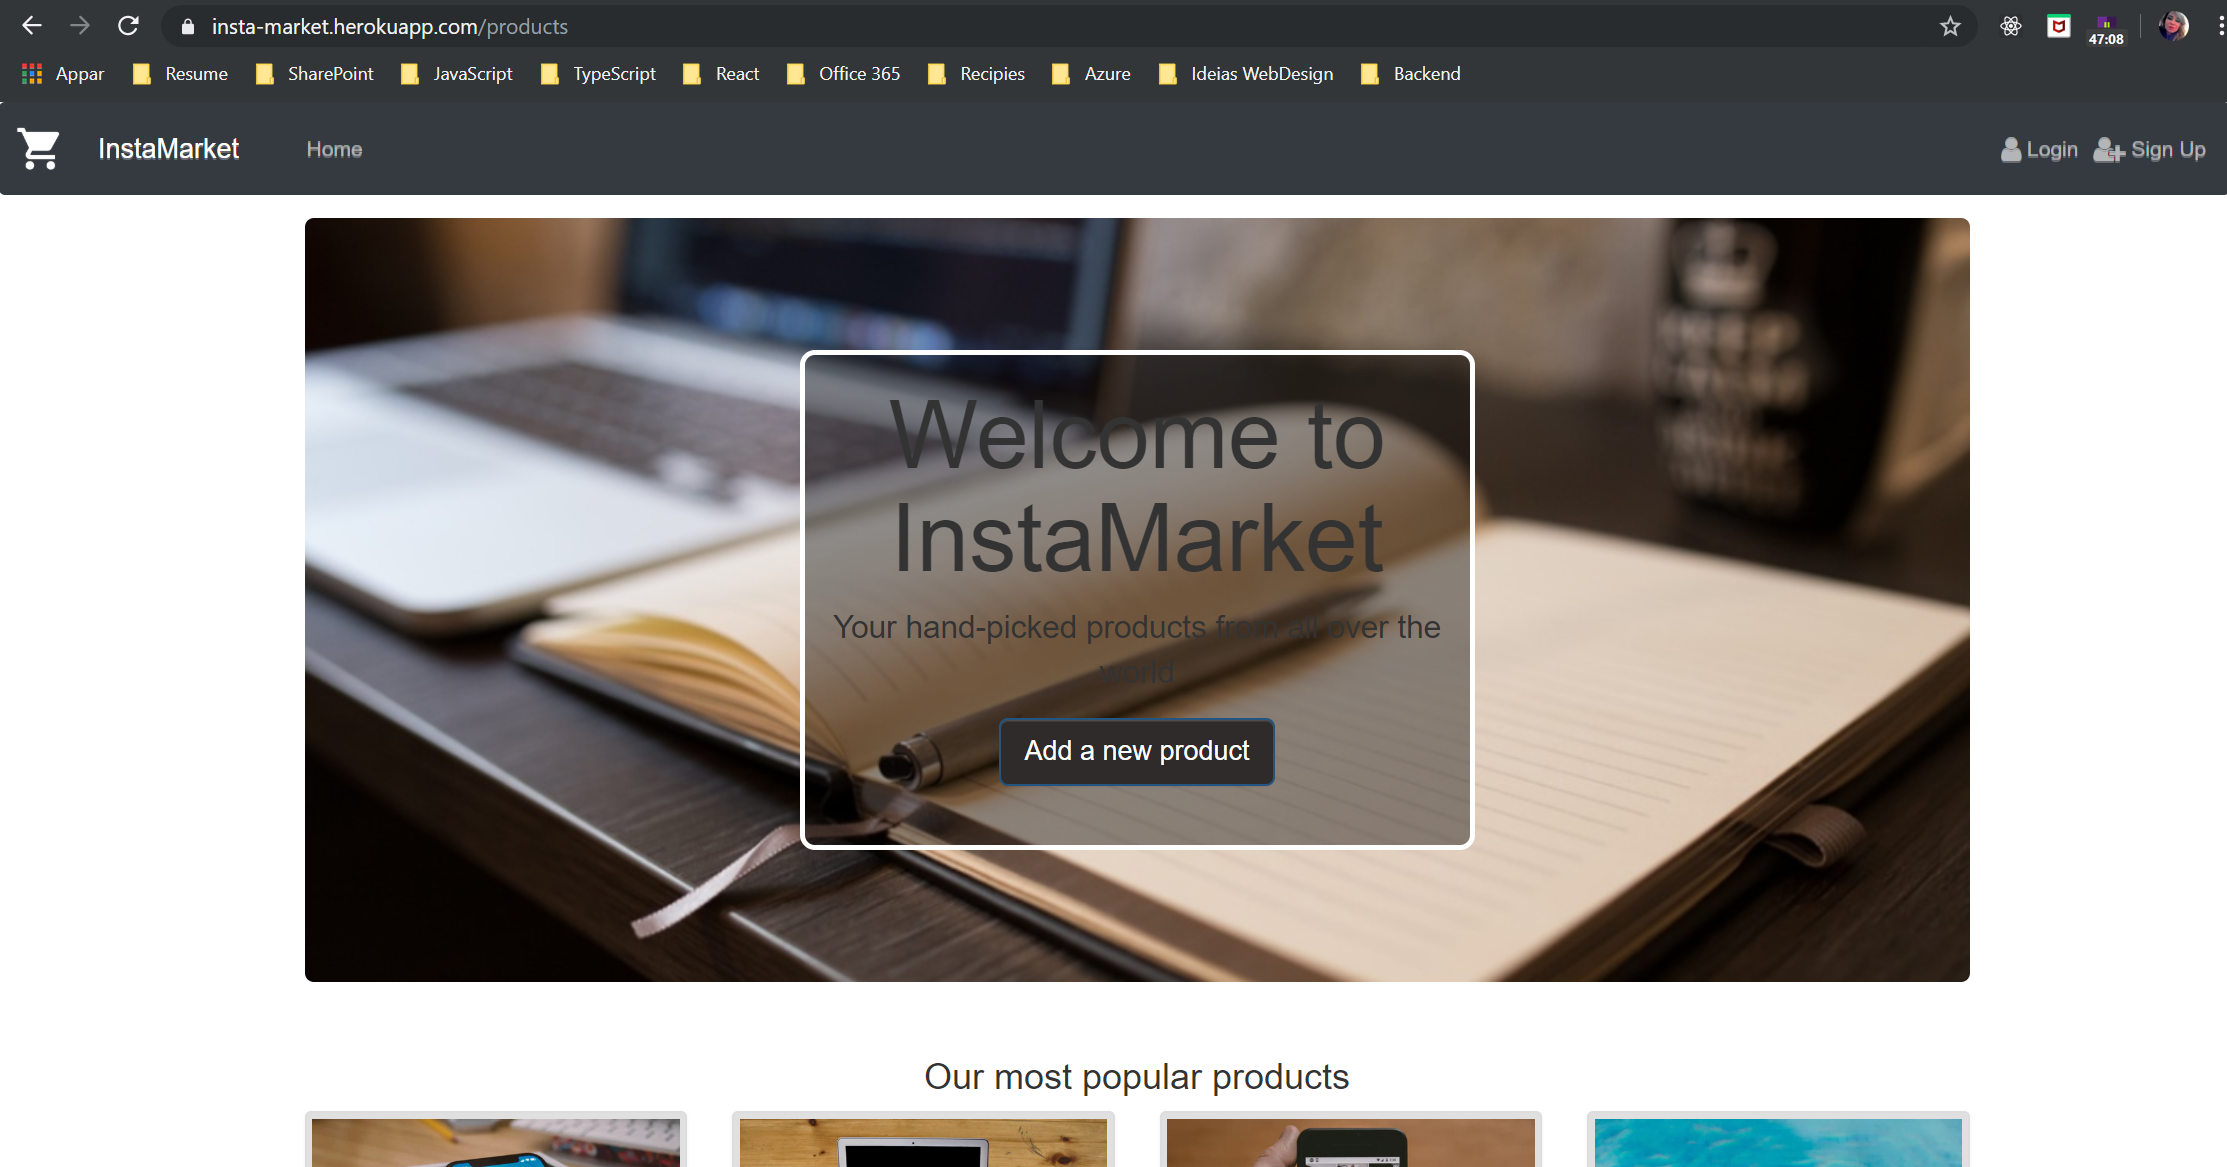 insta-market.herokuapp.com/products
47:08
Appar Resume SharePoint JavaScript TypeScript React Office 365 Recipies Azure Ideias WebDesign Backend
InstaMarket Home Login Sign Up
Welcome to
InstaMarket
Your hand-picked products from all over the
world
Add a new product
Our most popular products